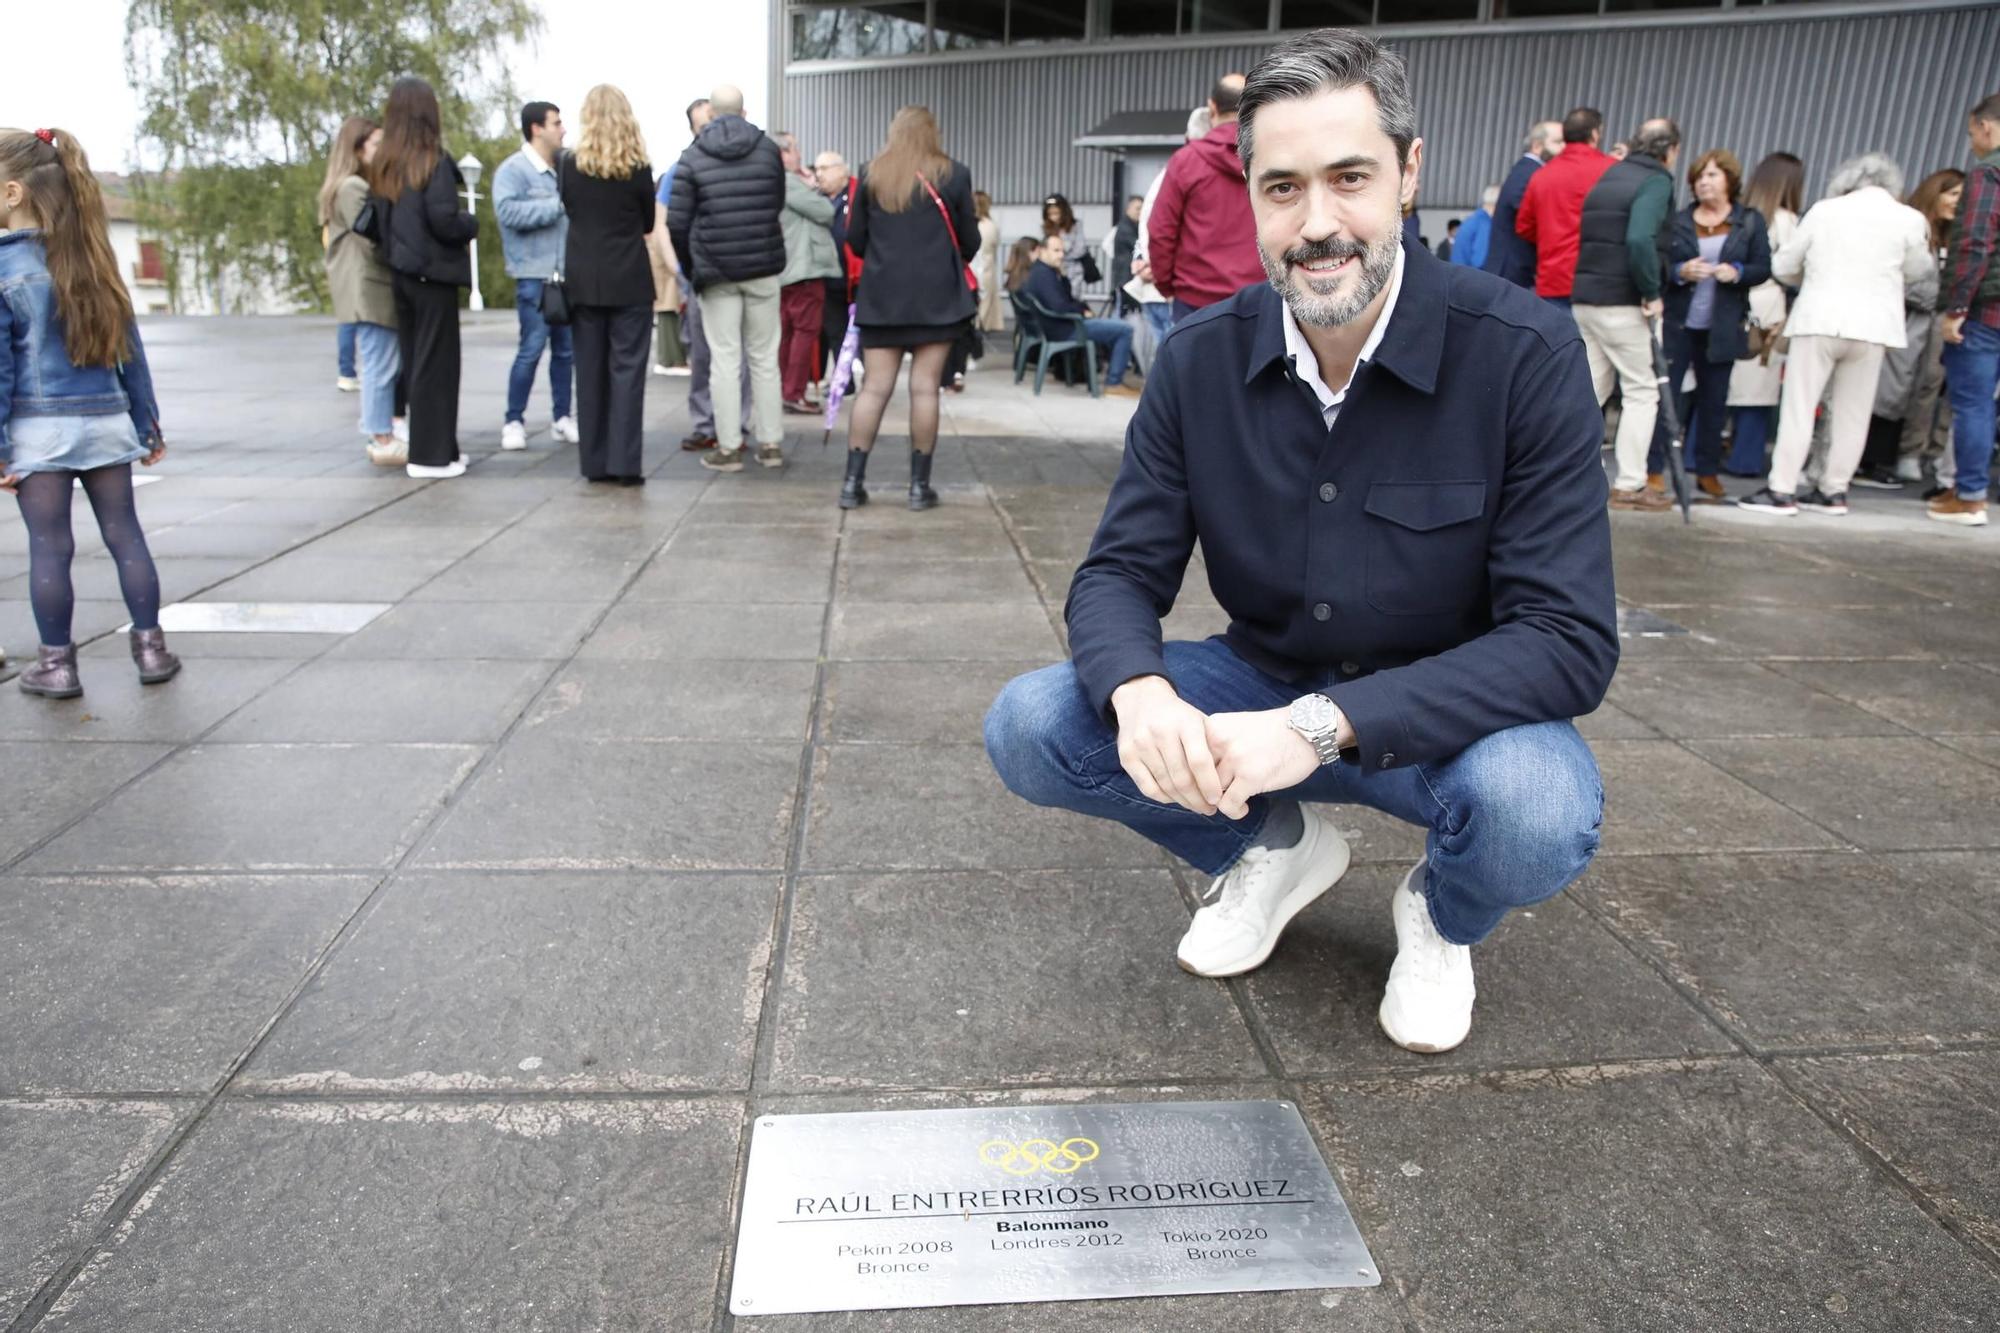 RAÚL ENTRERRÍOS RODRÍGUEZ
Balonmano
Pekín 2008 Londres 2012 Tokio 2020
Bronce Bronce